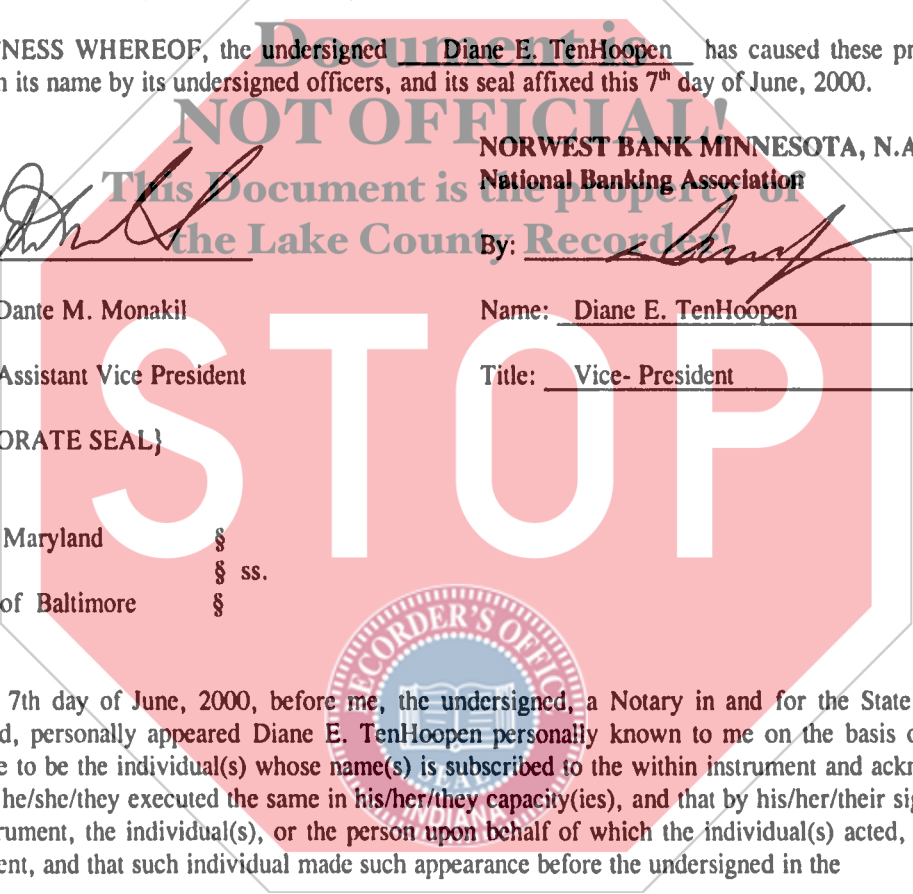 NESS WHEREOF, the undersigned Diane E. TenHoopen has caused these pr
n its name by its undersigned officers, and its seal affixed this 7th day of June, 2000.
Document is
NOT OFFICIAL!
This Document is the property of
the Lake County Recorder!
NORWEST BANK MINNESOTA, N.A
National Banking Association
By:
Dante M. Monakil
Name: Diane E. TenHoopen
Assistant Vice President
Title: Vice- President
ORATE SEAL}
STOP
Maryland §
§ ss.
of Baltimore §
RECORDER'S OFFIC
SEAL
INDIANA
7th day of June, 2000, before me, the undersigned, a Notary in and for the State
d, personally appeared Diane E. TenHoopen personally known to me on the basis o
e to be the individual(s) whose name(s) is subscribed to the within instrument and ackn
he/she/they executed the same in his/her/they capacity(ies), and that by his/her/their sig
rument, the individual(s), or the person upon behalf of which the individual(s) acted,
ent, and that such individual made such appearance before the undersigned in the